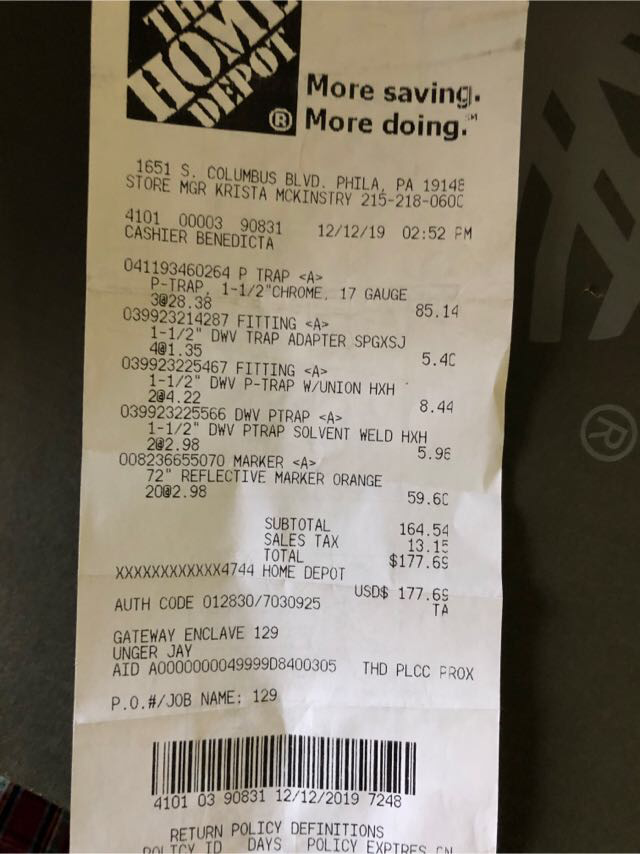 THE
HOME
DEPOT
®
More saving.
More doing.℠
1651 S. COLUMBUS BLVD. PHILA, PA 19148
STORE MGR KRISTA MCKINSTRY 215-218-0600
4101 00003 90831 12/12/19 02:52 PM
CASHIER BENEDICTA
041193460264 P TRAP <A>
P-TRAP, 1-1/2"CHROME, 17 GAUGE
3@28.38 85.14
039923214287 FITTING <A>
1-1/2" DWV TRAP ADAPTER SPGXSJ
4@1.35 5.40
039923225467 FITTING <A>
1-1/2" DWV P-TRAP W/UNION HXH
2@4.22 8.44
039923225566 DWV PTRAP <A>
1-1/2" DWV PTRAP SOLVENT WELD HXH
2@2.98 5.96
008236655070 MARKER <A>
72" REFLECTIVE MARKER ORANGE
20@2.98 59.60
SUBTOTAL 164.54
SALES TAX 13.15
TOTAL $177.69
XXXXXXXXXXXX4744 HOME DEPOT
USD$ 177.69
AUTH CODE 012830/7030925 TA
GATEWAY ENCLAVE 129
UNGER JAY
AID A0000000049999D8400305 THD PLCC PROX
P.O.#/JOB NAME: 129
4101 03 90831 12/12/2019 7248
RETURN POLICY DEFINITIONS
POLICY ID DAYS POLICY EXPIRES ON
®